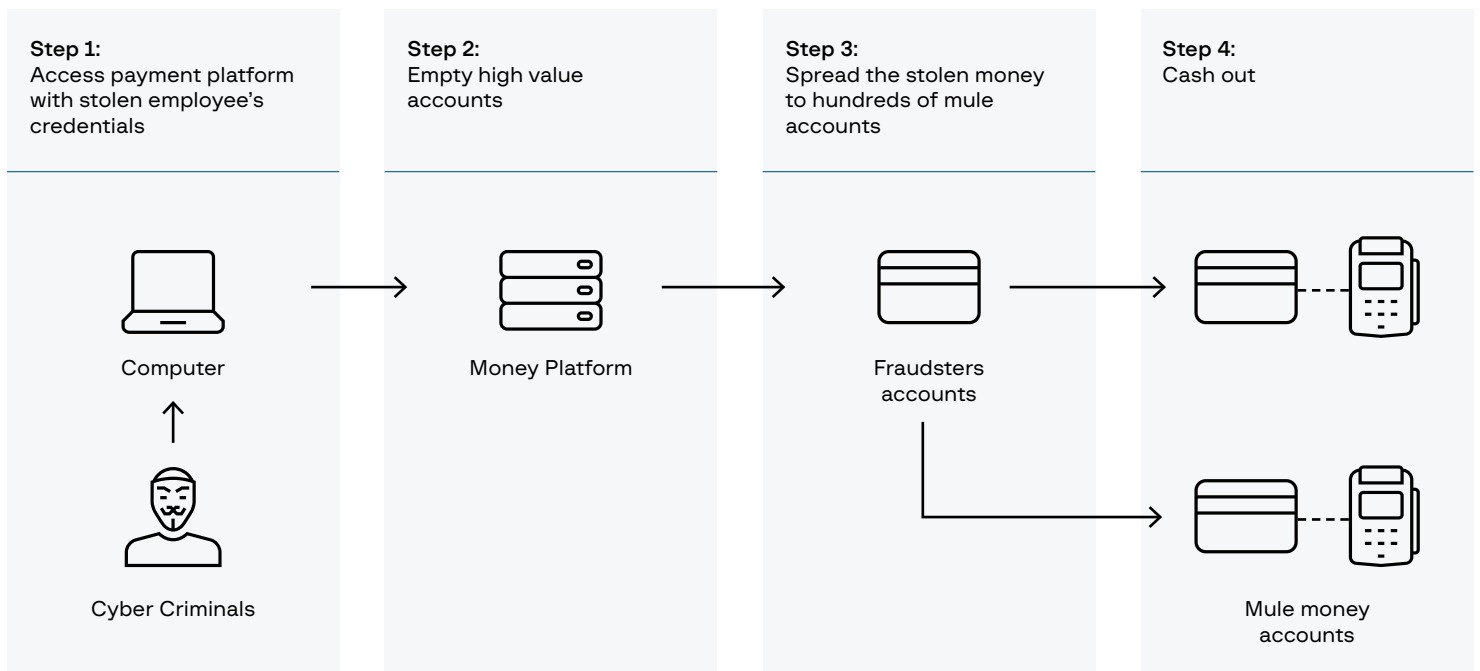 Step 1:
Access payment platform
with stolen employee's
credentials
Step 2:
Empty high value
accounts
Step 3:
Spread the stolen money
to hundreds of mule
accounts
Step 4:
Cash out
Computer
Money Platform
Fraudsters
accounts
Cyber Criminals
Mule money
accounts